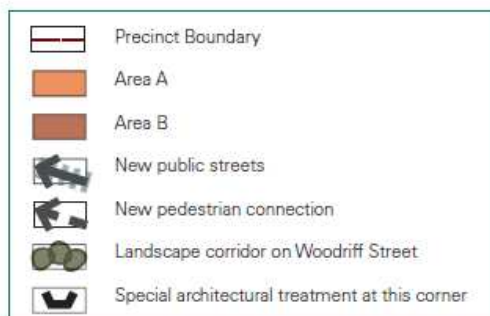 Precinct Boundary
Area A
Area B
New public streets
New pedestrian connection
Landscape corridor on Woodriff Street
Special architectural treatment at this corner